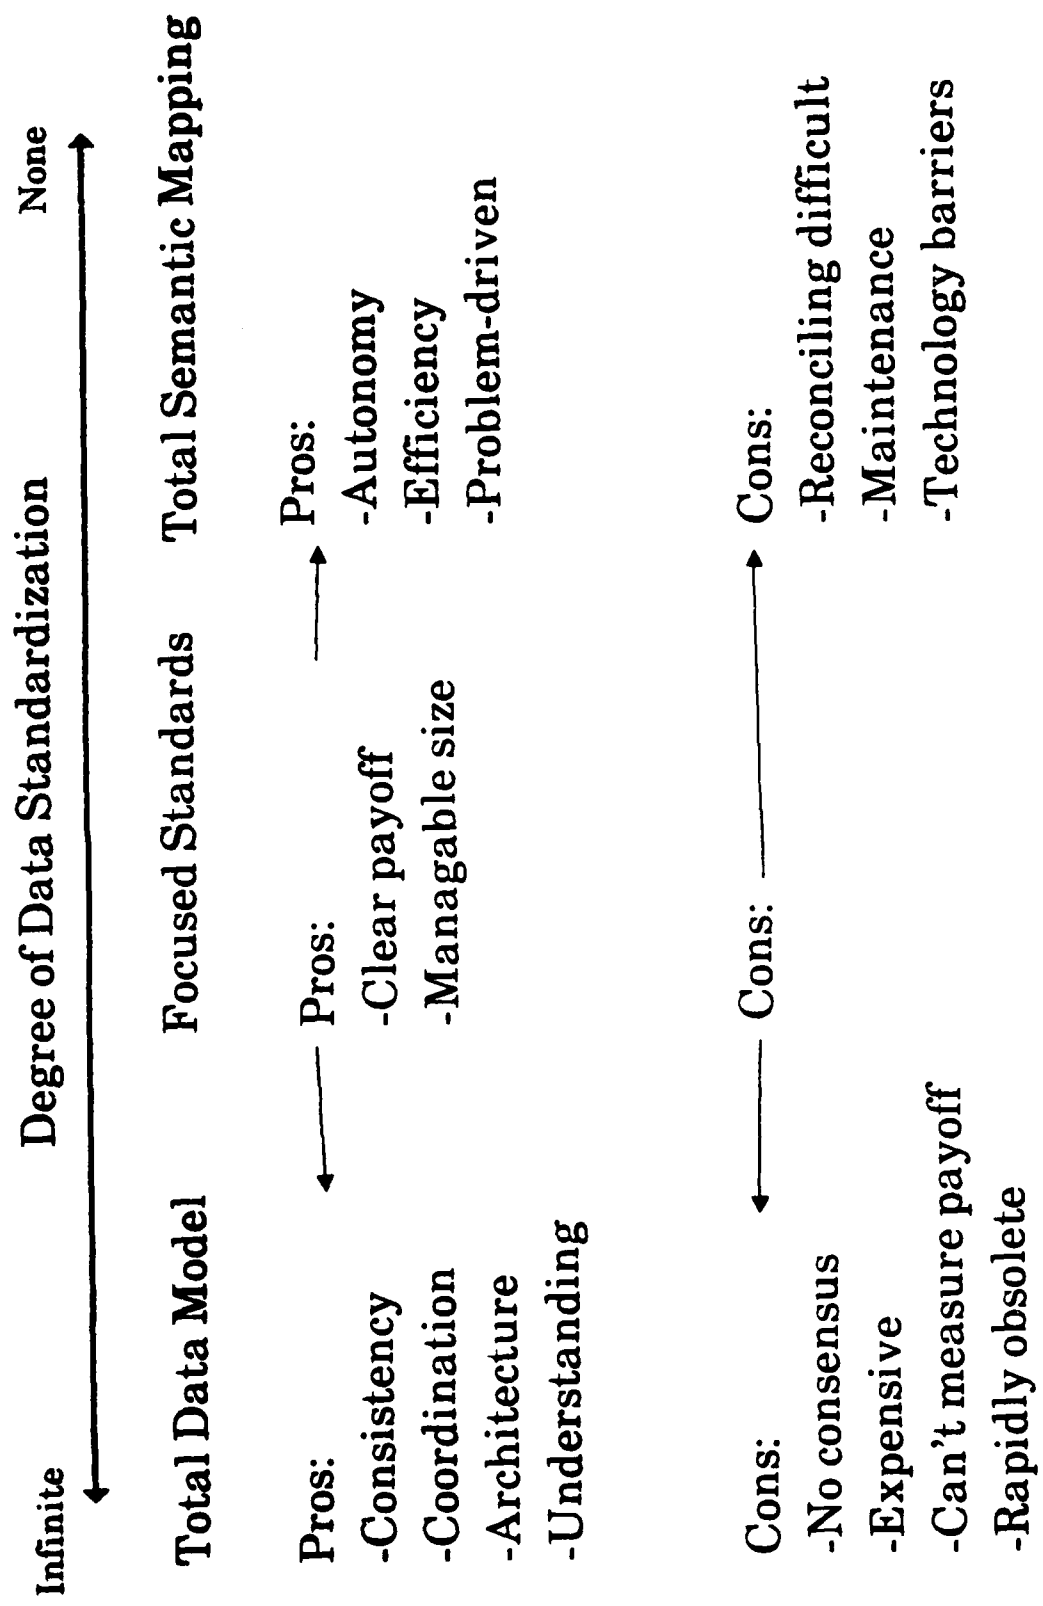 Degree of Data Standardization
Infinite
None
Total Data Model
Focused Standards
Total Semantic Mapping
Pros:
-Consistency
-Coordination
-Architecture
-Understanding
Pros:
-Clear payoff
-Managable size
Pros:
-Autonomy
-Efficiency
-Problem-driven
Cons:
-No consensus
-Expensive
-Can't measure payoff
-Rapidly obsolete
Cons:
Cons:
-Reconciling difficult
-Maintenance
-Technology barriers